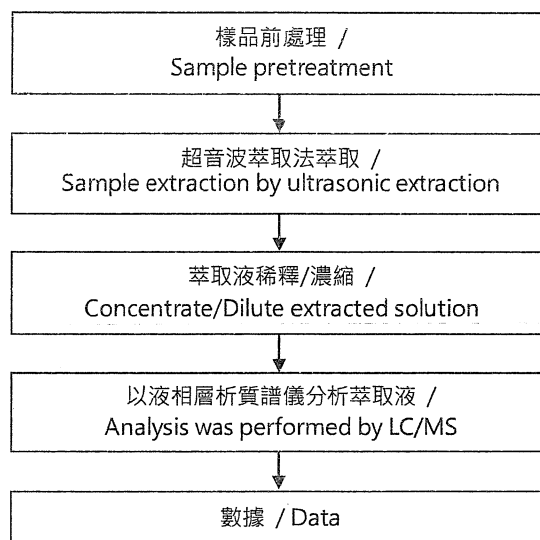 樣品前處理 /
Sample pretreatment
超音波萃取法萃取 /
Sample extraction by ultrasonic extraction
萃取液稀釋/濃縮 /
Concentrate/Dilute extracted solution
以液相層析質譜儀分析萃取液 /
Analysis was performed by LC/MS
數據 / Data